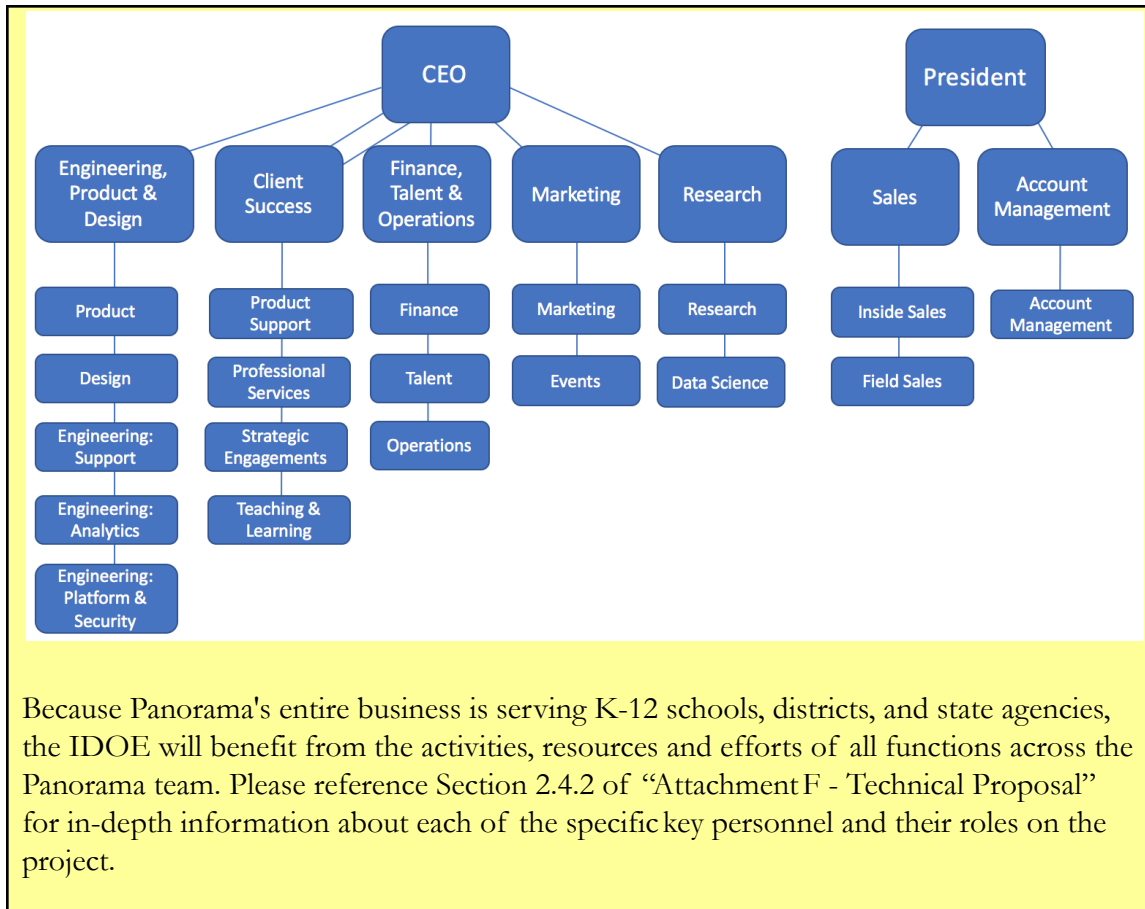 CEO
President
Engineering,
Product &
Design
Client
Success
Finance,
Talent &
Operations
Marketing
Research
Sales
Account
Management
Product
Design
Engineering:
Support
Engineering:
Analytics
Engineering:
Platform &
Security
Product
Support
Professional
Services
Strategic
Engagements
Teaching &
Learning
Finance
Talent
Operations
Marketing
Events
Research
Data Science
Inside Sales
Field Sales
Account
Management
Because Panorama's entire business is serving K-12 schools, districts, and state agencies,
the IDOE will benefit from the activities, resources and efforts of all functions across the
Panorama team. Please reference Section 2.4.2 of “Attachment F - Technical Proposal”
for in-depth information about each of the specific key personnel and their roles on the
project.